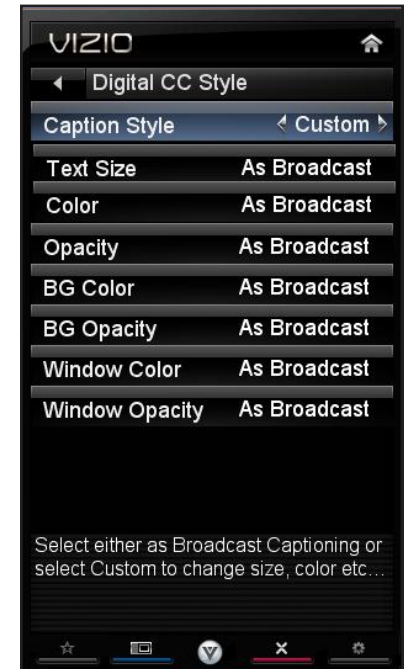 VIZIO
Digital CC Style
Caption Style Custom
Text Size As Broadcast
Color As Broadcast
Opacity As Broadcast
BG Color As Broadcast
BG Opacity As Broadcast
Window Color As Broadcast
Window Opacity As Broadcast
Select either as Broadcast Captioning or
select Custom to change size, color etc...
V